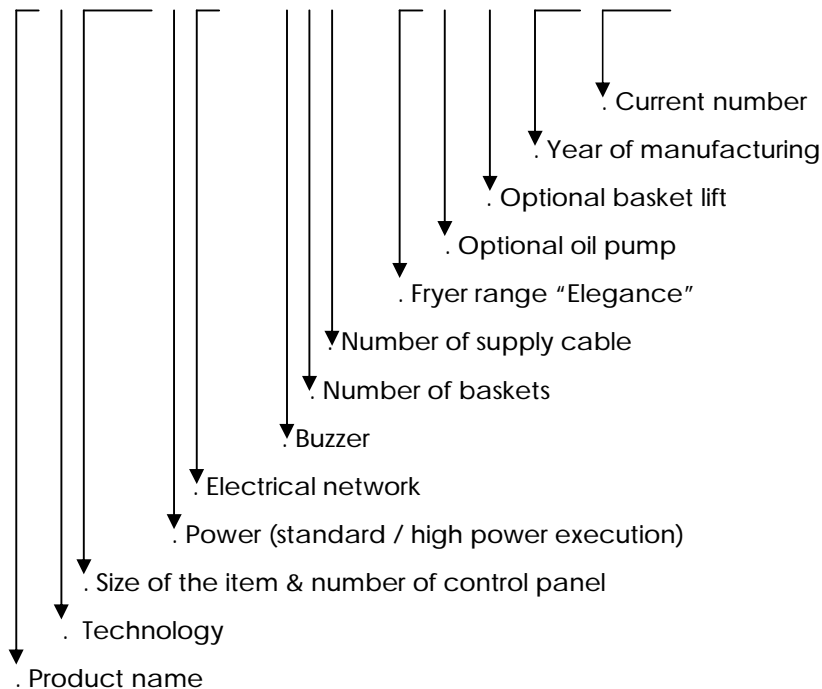 . Current number
. Year of manufacturing
. Optional basket lift
. Optional oil pump
. Fryer range “Elegance”
. Number of supply cable
. Number of baskets
. Buzzer
. Electrical network
. Power (standard / high power execution)
. Size of the item & number of control panel
. Technology
. Product name